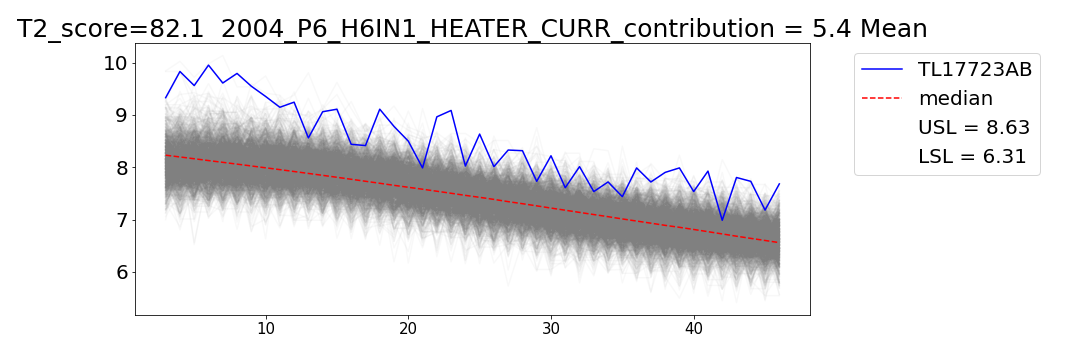 T2_score=82.1  2004_P6_H6IN1_HEATER_CURR_contribution = 5.4 Mean
10
9
8
7
6
10 20 30 40
TL17723AB
median
USL = 8.63
LSL = 6.31